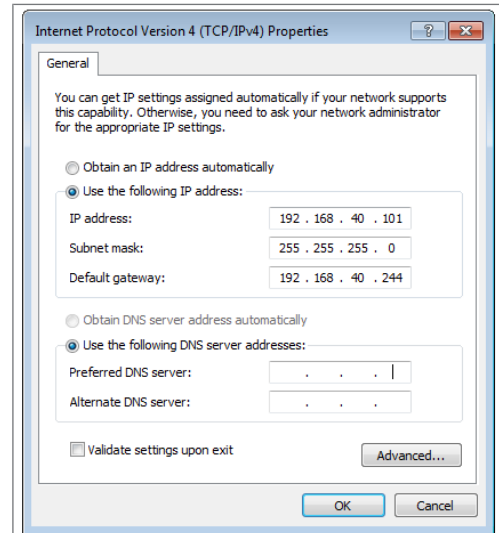 Internet Protocol Version 4 (TCP/IPv4) Properties
General
You can get IP settings assigned automatically if your network supports
this capability. Otherwise, you need to ask your network administrator
for the appropriate IP settings.
Obtain an IP address automatically
Use the following IP address:
IP address: 192 . 168 . 40 . 101
Subnet mask: 255 . 255 . 255 . 0
Default gateway: 192 . 168 . 40 . 244
Obtain DNS server address automatically
Use the following DNS server addresses:
Preferred DNS server: . . .
Alternate DNS server: . . .
Validate settings upon exit
Advanced...
OK Cancel